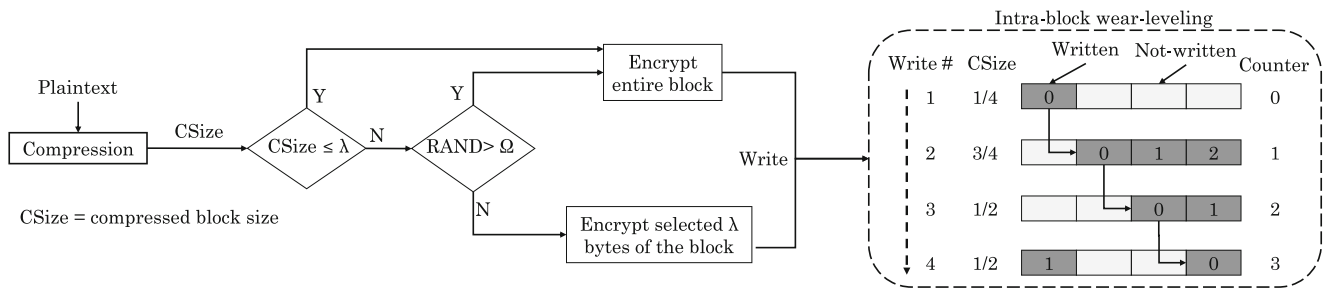 Intra-block wear-leveling
Plaintext
Compression
CSize
CSize ≤ λ
Y
N
RAND> Ω
Y
N
Encrypt
entire block
Encrypt selected λ
bytes of the block
Write
CSize = compressed block size
Write # CSize Written Not-written Counter
1 1/4 0 0
2 3/4 0 1 2 1
3 1/2 0 1 2
4 1/2 1 0 3